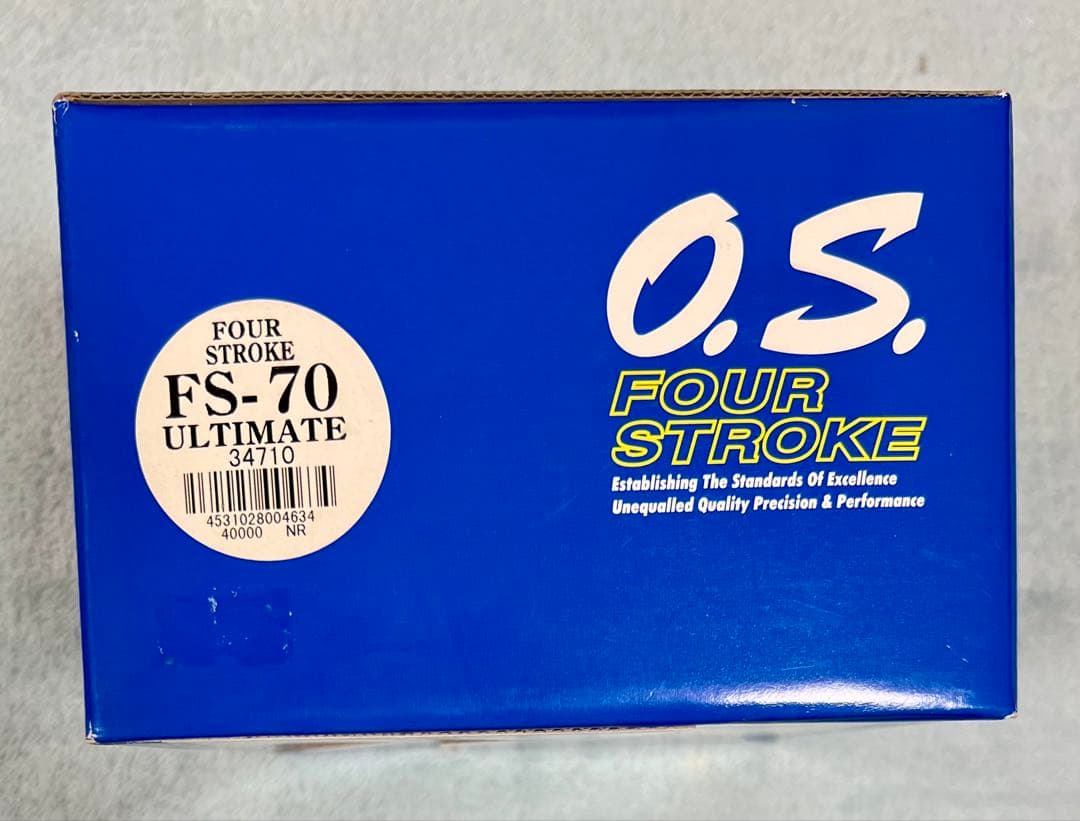 FOUR
STROKE
FS-70
ULTIMATE
34710
4531028004634
40000 NR
O.S.
FOUR
STROKE
Establishing The Standards Of Excellence
Unequalled Quality Precision & Performance